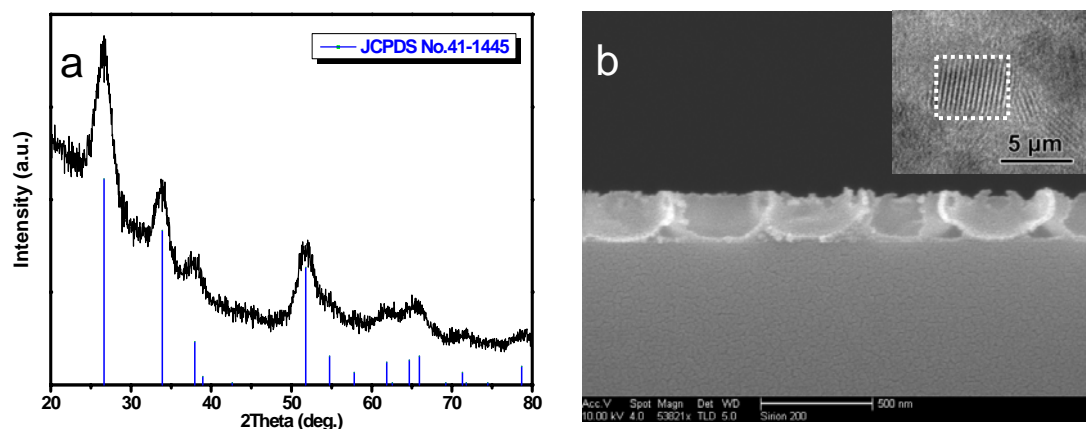 a
JCPDS No.41-1445
Intensity (a.u.)
20 30 40 50 60 70 80
2Theta (deg.)
b
5 µm
Acc.V Spot Magn Det WD
10.00 kV 4.0 53821x TLD 5.0 Sirion 200
500 nm